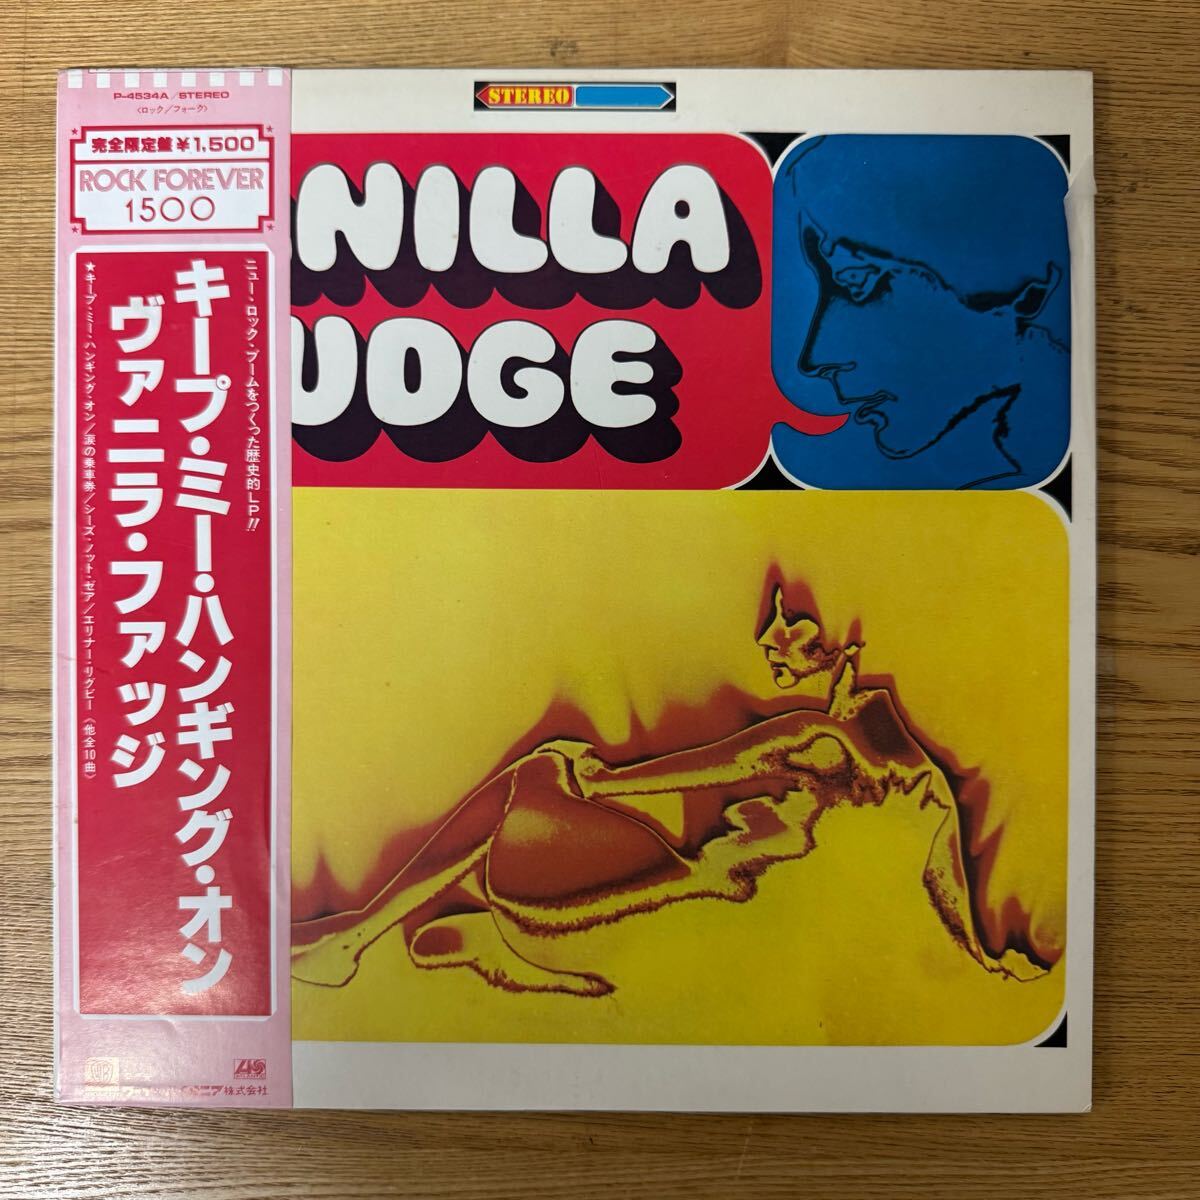 P-4534A/STEREO
〈ロック/フォーク〉
完全限定盤¥1,500
ROCK FOREVER
1500
ニュー・ロック・ブームをつくった歴史的LP!!
キープ・ミー・ハンギング・オン
ヴァニラ・ファッジ
★キープ・ミー・ハンギング・オン/涙の乗車券/シーズ・ノット・ゼア/エリナー・リグビー〈他全10曲〉
株式会社
STEREO
NILLA
UDGE